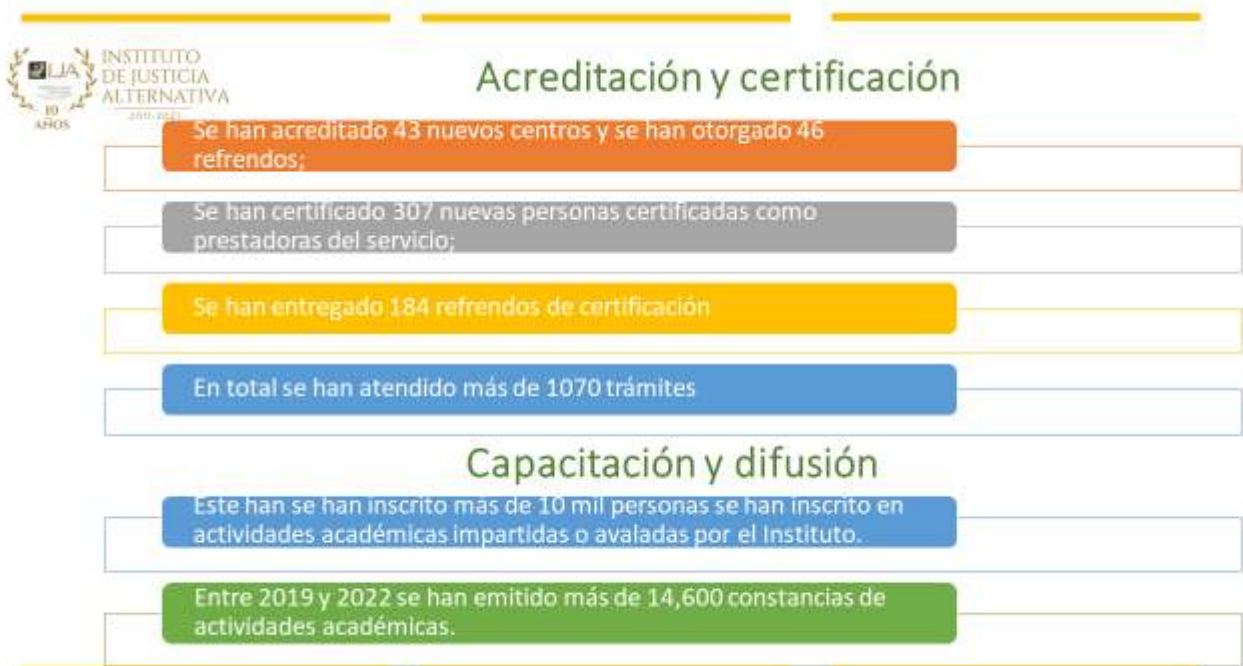 IJA
10
AÑOS
INSTITUTO
DE JUSTICIA
ALTERNATIVA
Acreditación y certificación
Se han acreditado 43 nuevos centros y se han otorgado 46
refrendos;
Se han certificado 307 nuevas personas certificadas como
prestadoras del servicio;
Se han entregado 184 refrendos de certificación
En total se han atendido más de 1070 trámites
Capacitación y difusión
Este han se han inscrito más de 10 mil personas se han inscrito en
actividades académicas impartidas o avaladas por el Instituto.
Entre 2019 y 2022 se han emitido más de 14,600 constancias de
actividades académicas.